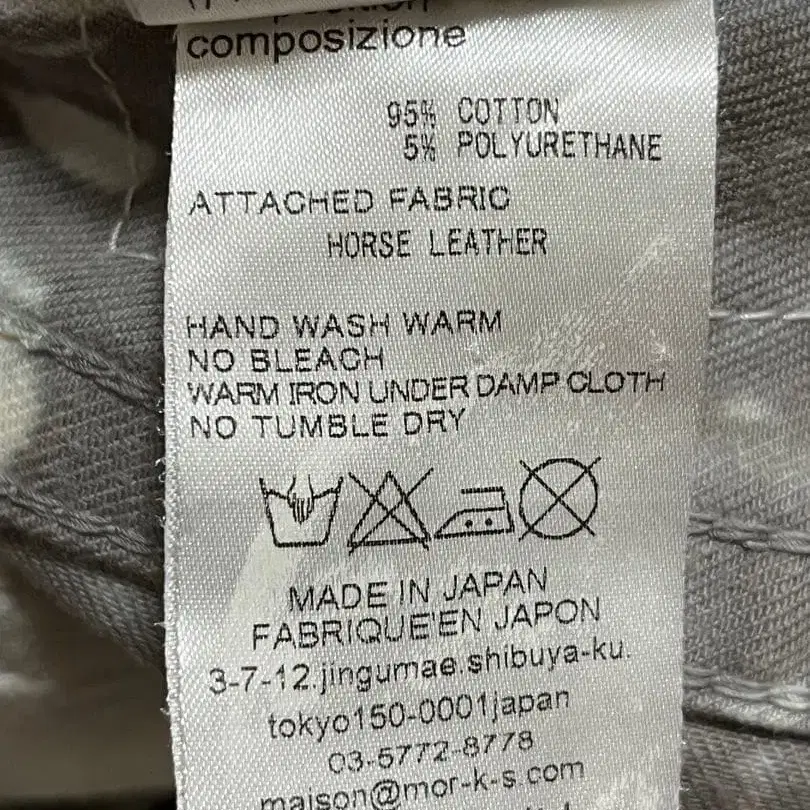 composizione
95% COTTON
5% POLYURETHANE
ATTACHED FABRIC
HORSE LEATHER
HAND WASH WARM
NO BLEACH
WARM IRON UNDER DAMP CLOTH
NO TUMBLE DRY
MADE IN JAPAN
FABRIQUE'EN JAPON
3-7-12.jingumae.shibuya-ku.
tokyo150-0001japan
03-5772-8778
maison@mor-k-s.com